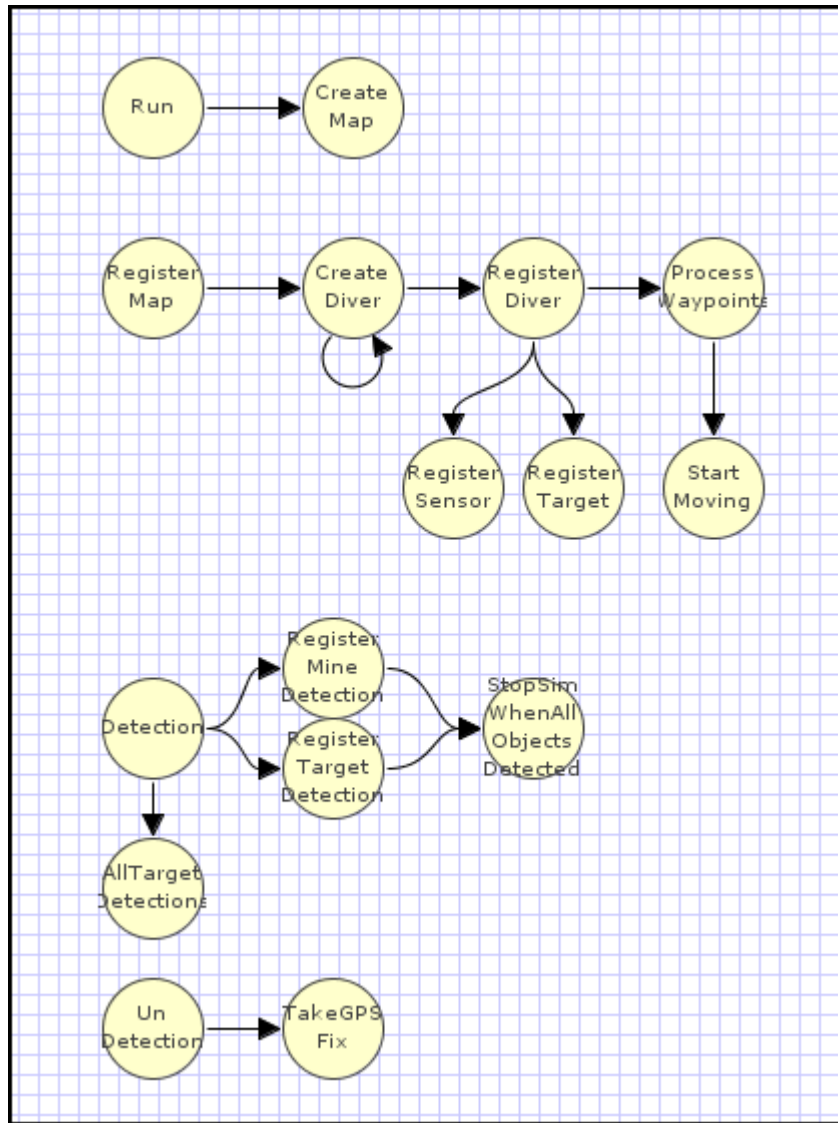 Run
Create
Map
Register
Map
Create
Diver
Register
Diver
Process
Waypoints
Register
Sensor
Register
Target
Start
Moving
Detection
Register
Mine
Detection
Register
Target
Detection
StopSim
WhenAll
Objects
Detected
AllTarget
Detections
Un
Detection
TakeGPS
Fix